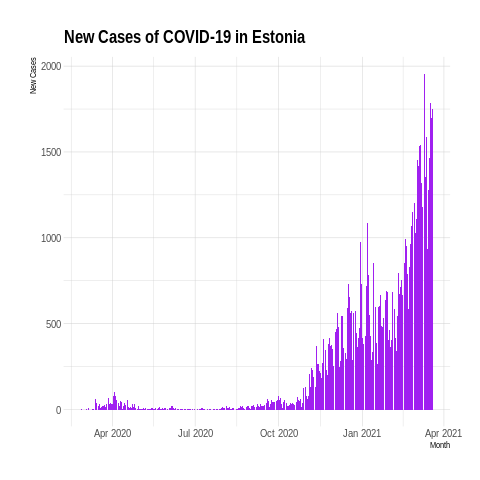 New Cases of COVID-19 in Estonia
New Cases
2000
1500
1000
500
0
Apr 2020 Jul 2020 Oct 2020 Jan 2021 Apr 2021
Month